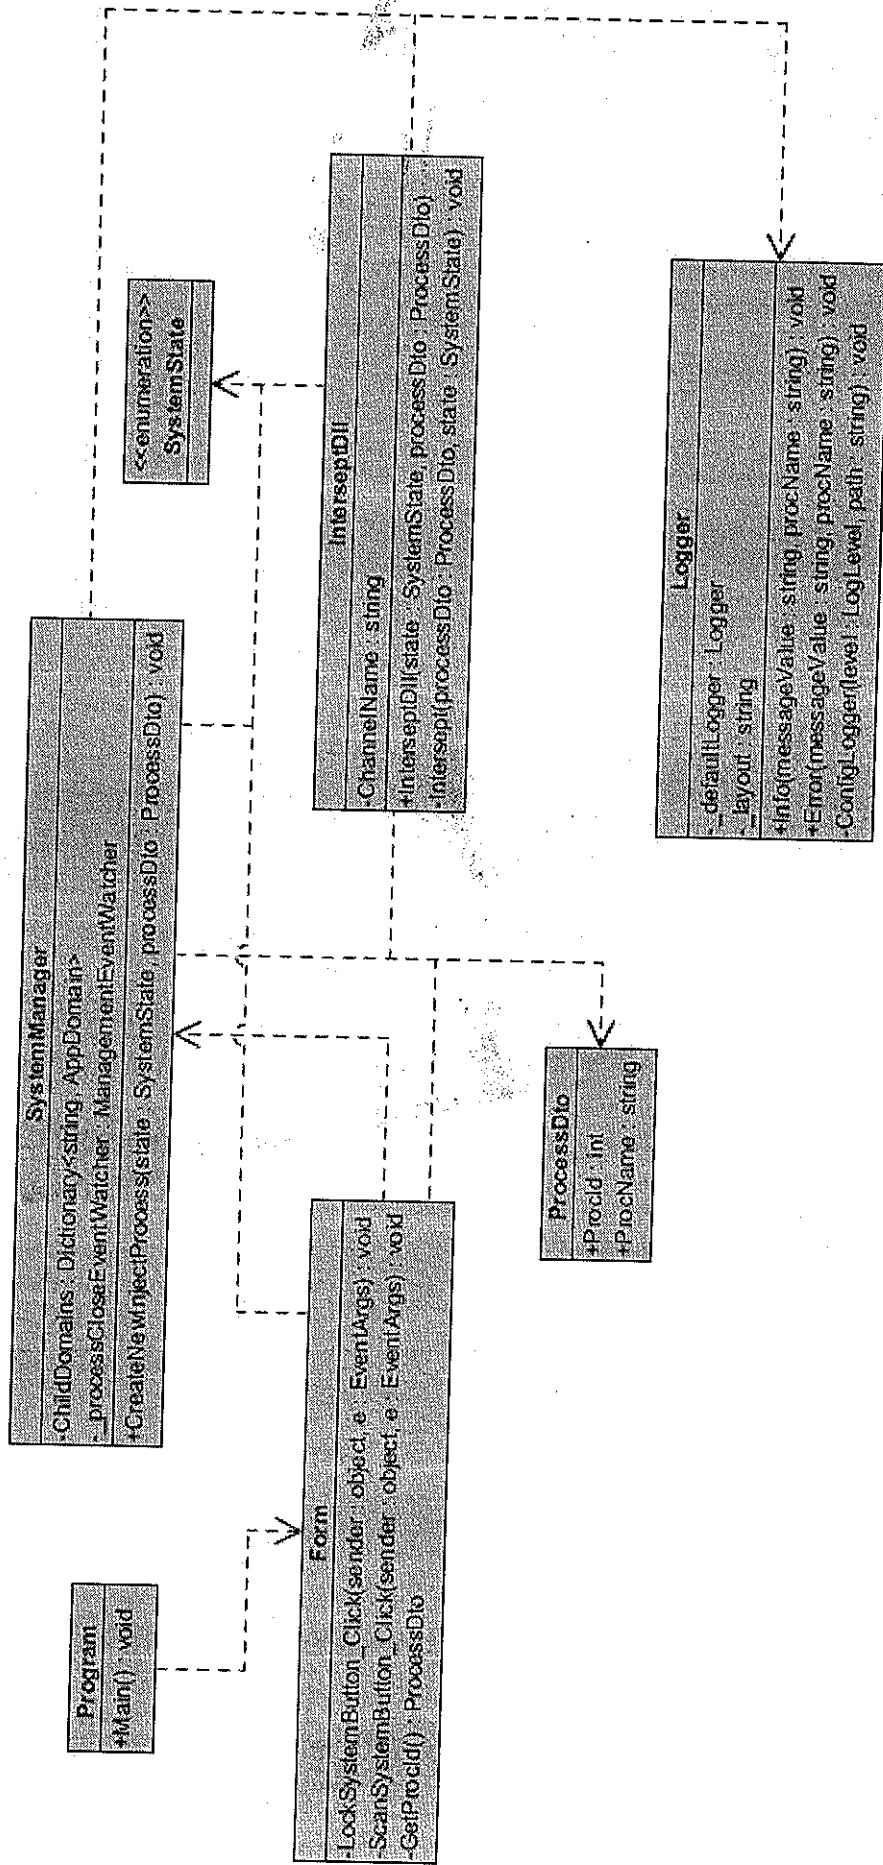 Program
+Main() : void
SystemManager
-ChildDomains : Dictionary<string, AppDomain>
-_processCloseEventWatcher : ManagementEventWatcher
+CreateNewInjectProcess(state : SystemState, processDto : ProcessDto) : void
<<enumeration>>
SystemState
Form
-LockSystemButton_Click(sender : object, e : EventArgs) : void
-ScanSystemButton_Click(sender : object, e : EventArgs) : void
-GetProcId() : ProcessDto
InterseptDll
-ChannelName : string
+InterseptDll(state : SystemState, processDto : ProcessDto)
-Intersept(processDto : ProcessDto, state : SystemState) : void
ProcessDto
+ProcId : int
+ProcName : string
Logger
-_defaultLogger : Logger
-_layout : string
+Info(messageValue : string, procName : string) : void
+Error(messageValue : string, procName : string) : void
-ConfigLogger(level : LogLevel, path : string) : void